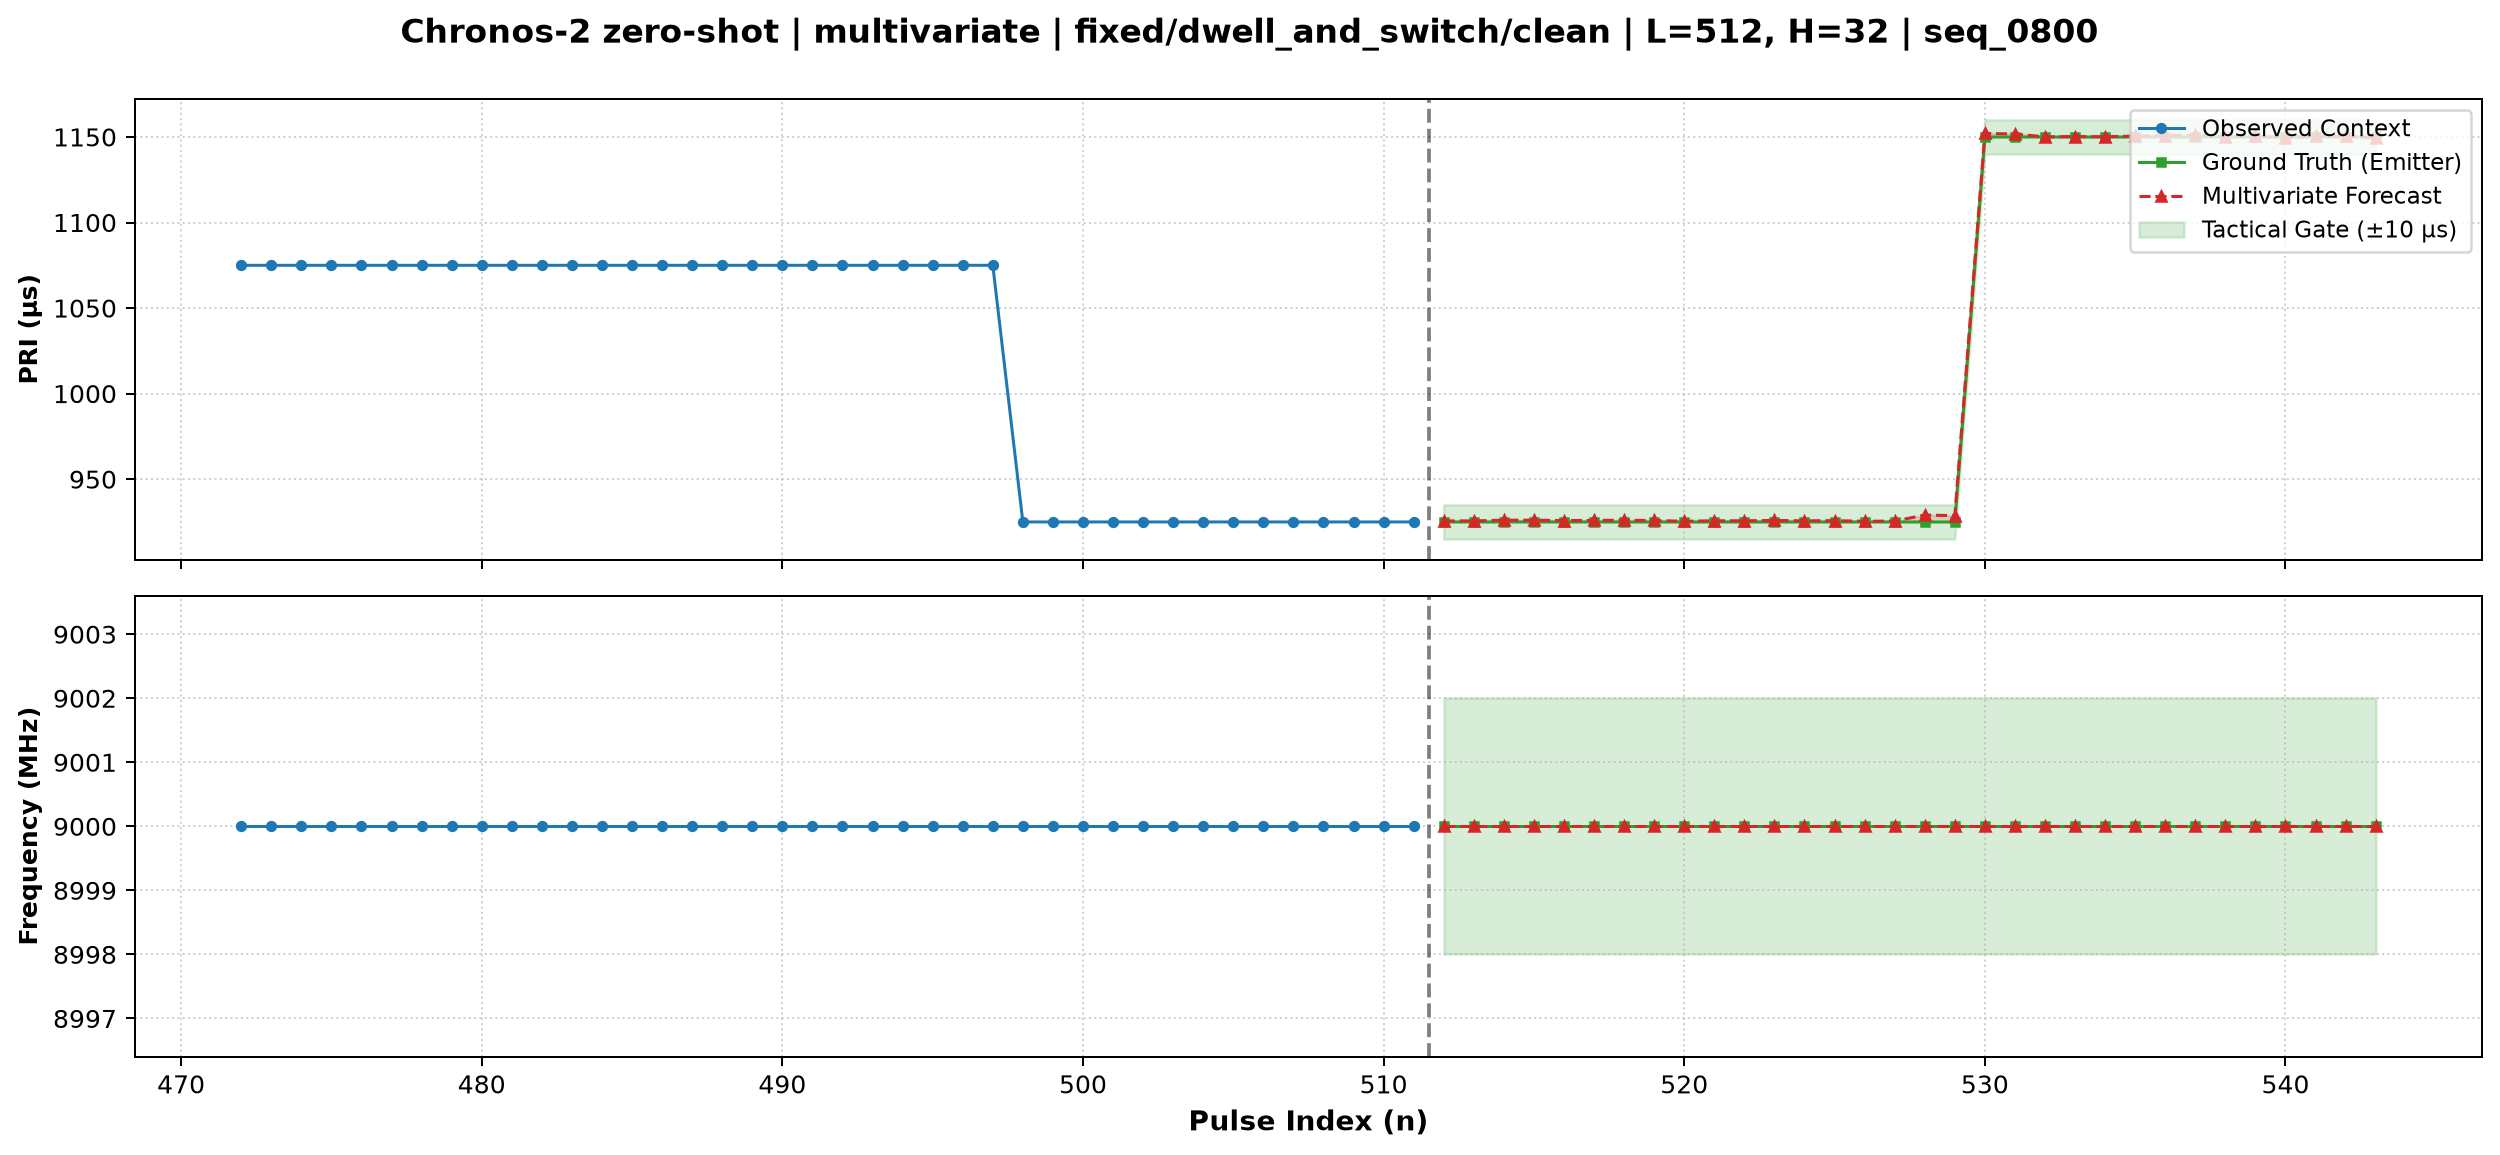 Chronos-2 zero-shot | multivariate | fixed/dwell_and_switch/clean | L=512, H=32 | seq_0800
PRI (µs)
1150
1100
1050
1000
950
Observed Context
Ground Truth (Emitter)
Multivariate Forecast
Tactical Gate (±10 µs)
Frequency (MHz)
9003
9002
9001
9000
8999
8998
8997
470 480 490 500 510 520 530 540
Pulse Index (n)